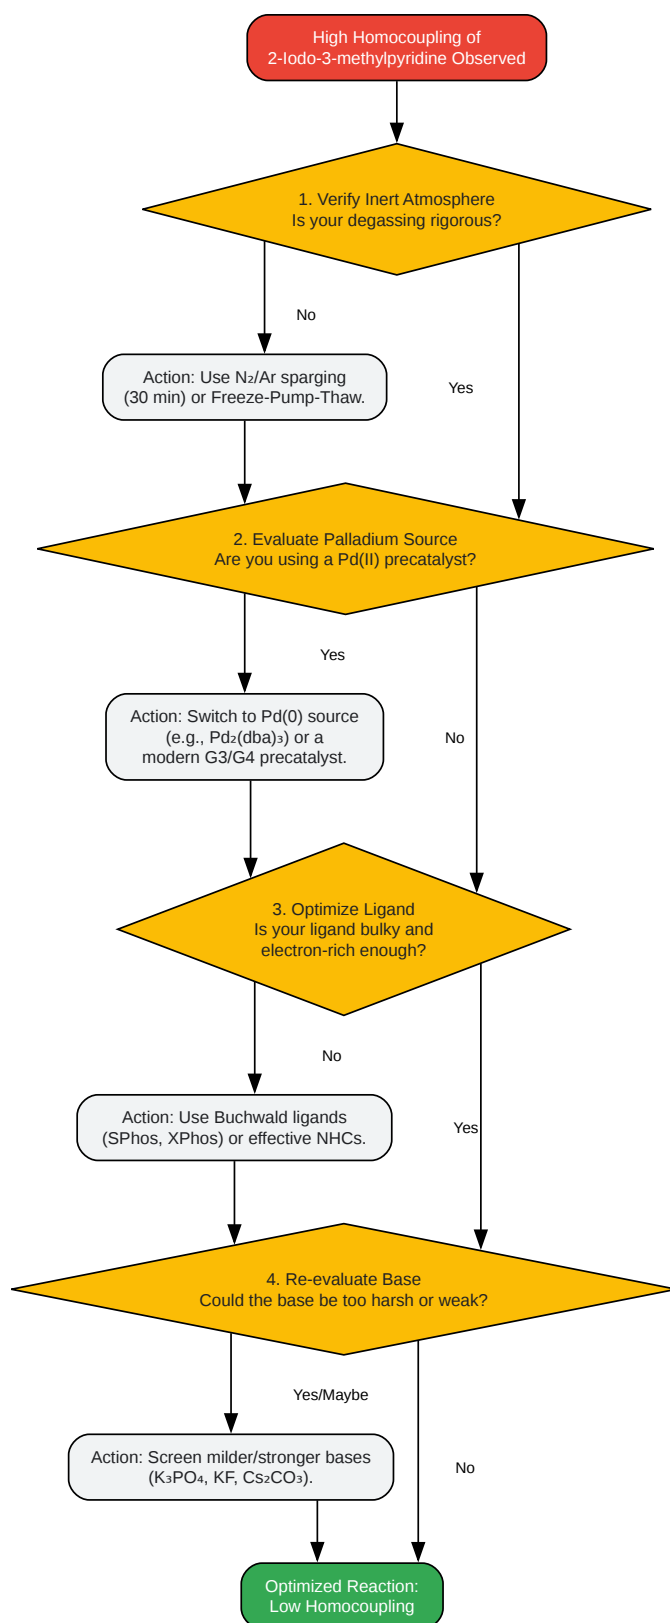 High Homocoupling of
2-Iodo-3-methylpyridine Observed
1. Verify Inert Atmosphere
Is your degassing rigorous?
No
Action: Use N₂/Ar sparging
(30 min) or Freeze-Pump-Thaw.
Yes
2. Evaluate Palladium Source
Are you using a Pd(II) precatalyst?
Yes
Action: Switch to Pd(0) source
(e.g., Pd₂(dba)₃) or a
modern G3/G4 precatalyst.
No
3. Optimize Ligand
Is your ligand bulky and
electron-rich enough?
No
Action: Use Buchwald ligands
(SPhos, XPhos) or effective NHCs.
Yes
4. Re-evaluate Base
Could the base be too harsh or weak?
Yes/Maybe
Action: Screen milder/stronger bases
(K₃PO₄, KF, Cs₂CO₃).
No
Optimized Reaction:
Low Homocoupling